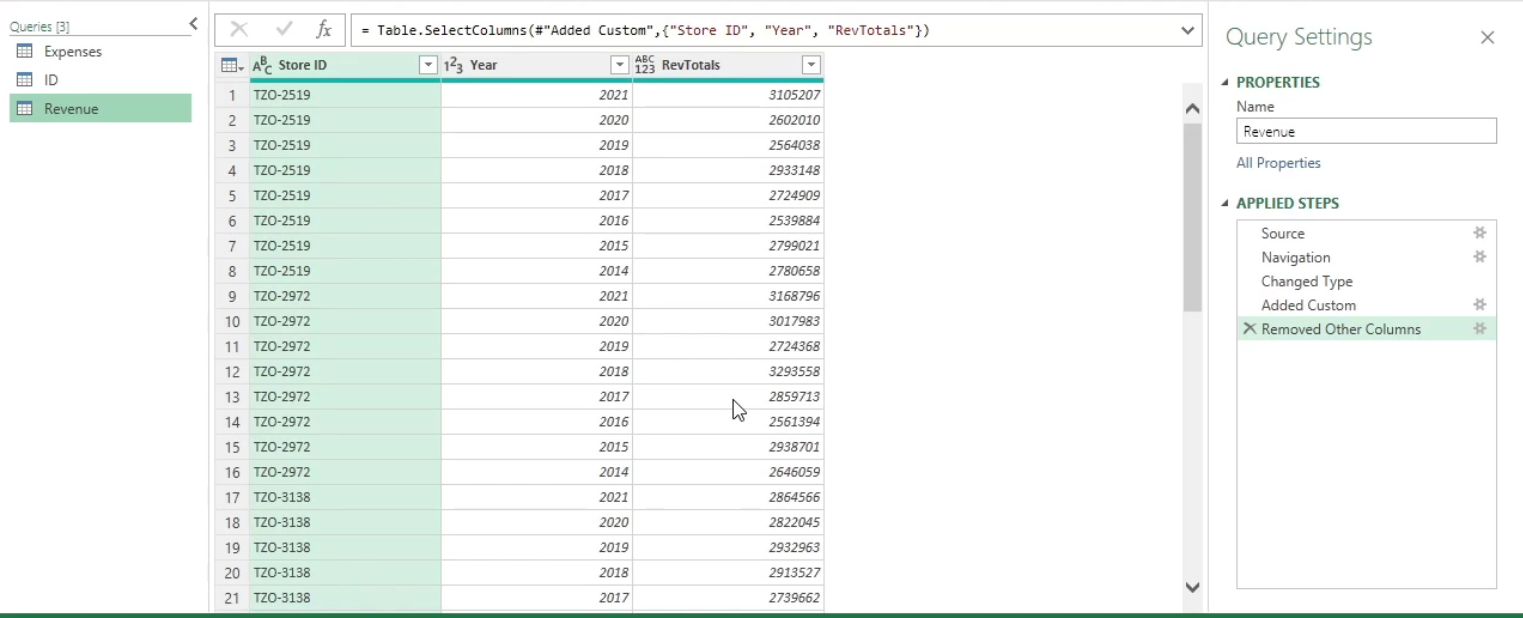 Queries [3]
Expenses
ID
Revenue
fx = Table.SelectColumns(#"Added Custom",{"Store ID", "Year", "RevTotals"})
ABC Store ID 123 Year ABC 123 RevTotals
1 TZO-2519 2021 3105207
2 TZO-2519 2020 2602010
3 TZO-2519 2019 2564038
4 TZO-2519 2018 2933148
5 TZO-2519 2017 2724909
6 TZO-2519 2016 2539884
7 TZO-2519 2015 2799021
8 TZO-2519 2014 2780658
9 TZO-2972 2021 3168796
10 TZO-2972 2020 3017983
11 TZO-2972 2019 2724368
12 TZO-2972 2018 3293558
13 TZO-2972 2017 2859713
14 TZO-2972 2016 2561394
15 TZO-2972 2015 2938701
16 TZO-2972 2014 2646059
17 TZO-3138 2021 2864566
18 TZO-3138 2020 2822045
19 TZO-3138 2019 2932963
20 TZO-3138 2018 2913527
21 TZO-3138 2017 2739662
Query Settings
PROPERTIES
Name
Revenue
All Properties
APPLIED STEPS
Source
Navigation
Changed Type
Added Custom
Removed Other Columns